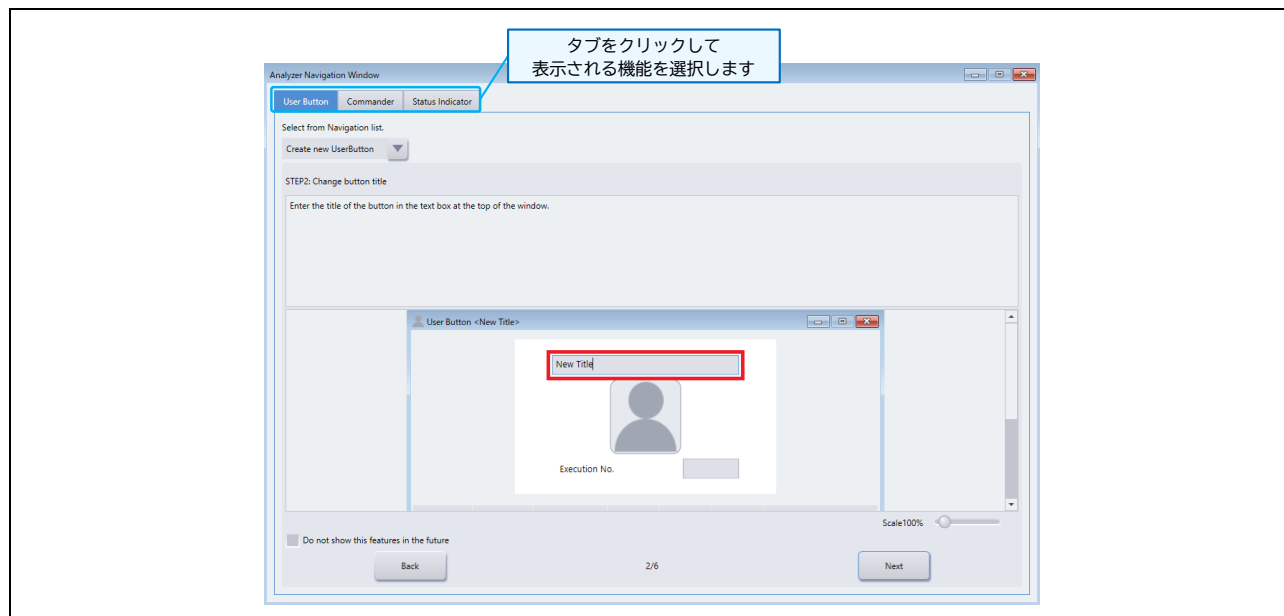 タブをクリックして
表示される機能を選択します
Analyzer Navigation Window
User Button Commander Status Indicator
Select from Navigation list.
Create new UserButton
STEP2: Change button title
Enter the title of the button in the text box at the top of the window.
User Button <New Title>
New Title
Execution No.
Scale100%
Do not show this features in the future
Back 2/6 Next